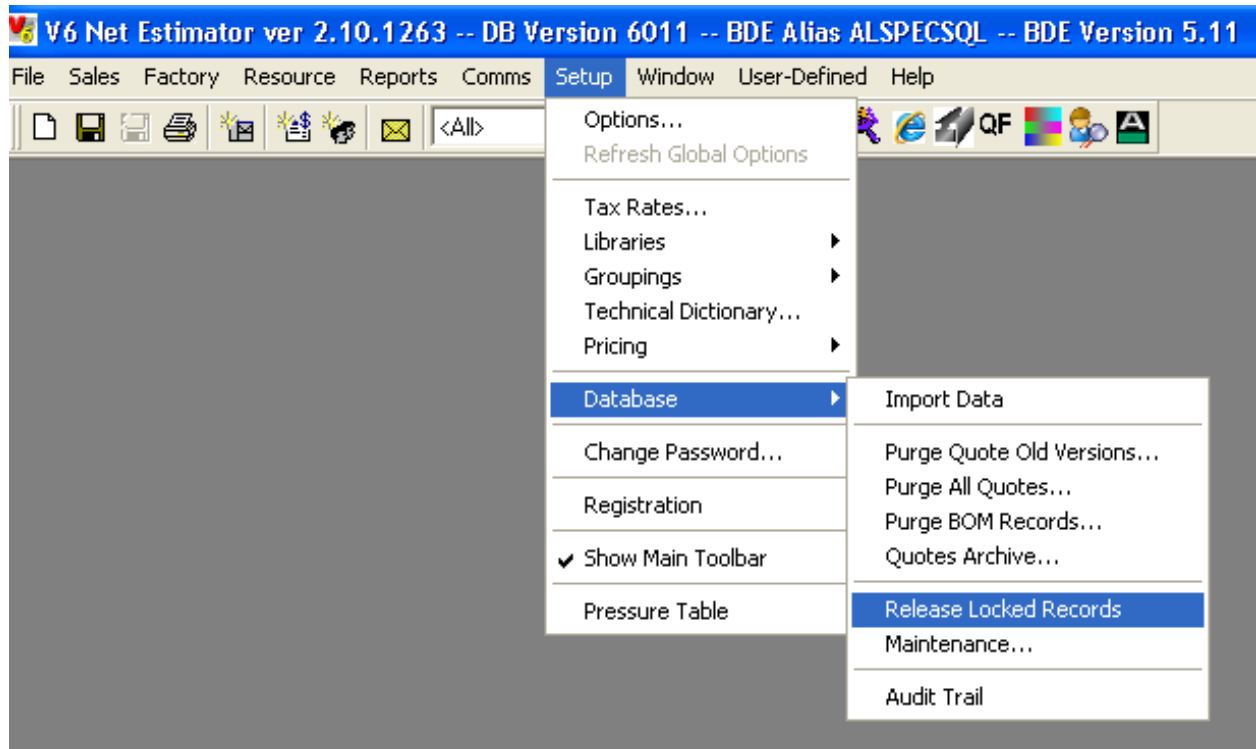 V6 Net Estimator ver 2.10.1263 -- DB Version 6011 -- BDE Alias ALSPECSQL -- BDE Version 5.11
File Sales Factory Resource Reports Comms Setup Window User-Defined Help
<All>
QF
A
Options...
Refresh Global Options
Tax Rates...
Libraries
Groupings
Technical Dictionary...
Pricing
Database
Change Password...
Registration
Show Main Toolbar
Pressure Table
Import Data
Purge Quote Old Versions...
Purge All Quotes...
Purge BOM Records...
Quotes Archive...
Release Locked Records
Maintenance...
Audit Trail